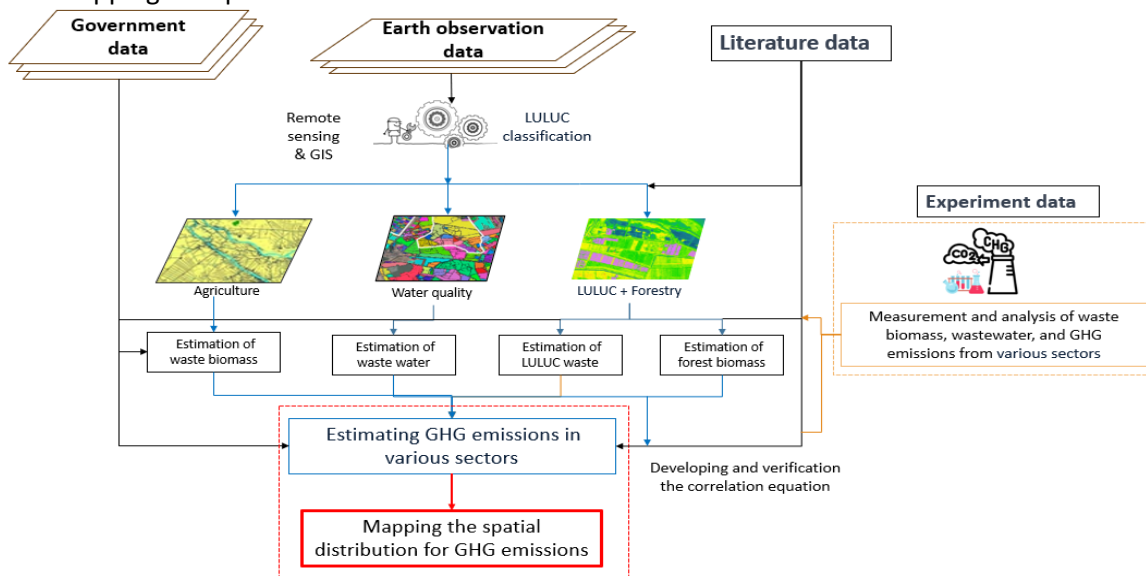 Government
data
Earth observation
data
Literature data
Remote
sensing
& GIS
LULUC
classification
Experiment data
CO2
CHG
Agriculture
Water quality
LULUC + Forestry
Measurement and analysis of waste
biomass, wastewater, and GHG
emissions from various sectors
Estimation of
waste biomass
Estimation of
waste water
Estimation of
LULUC waste
Estimation of
forest biomass
Estimating GHG emissions in
various sectors
Developing and verification
the correlation equation
Mapping the spatial
distribution for GHG emissions